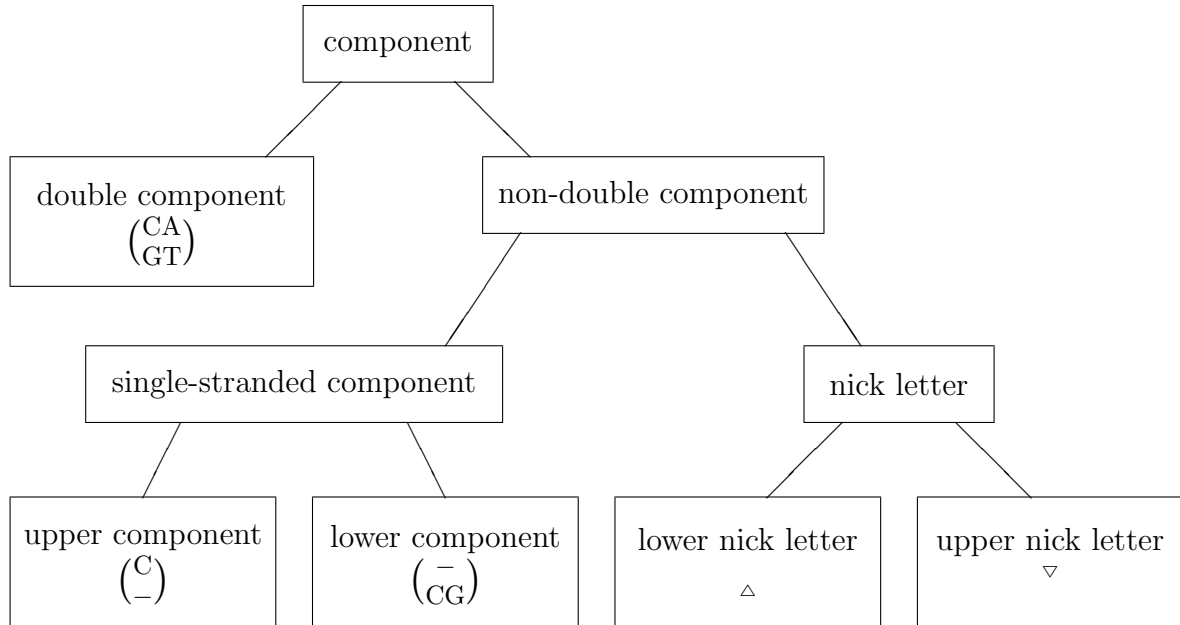 component
double component
(CA
GT)
non-double component
single-stranded component
nick letter
upper component
(C
–)
lower component
(–
CG)
lower nick letter
△
upper nick letter
▽